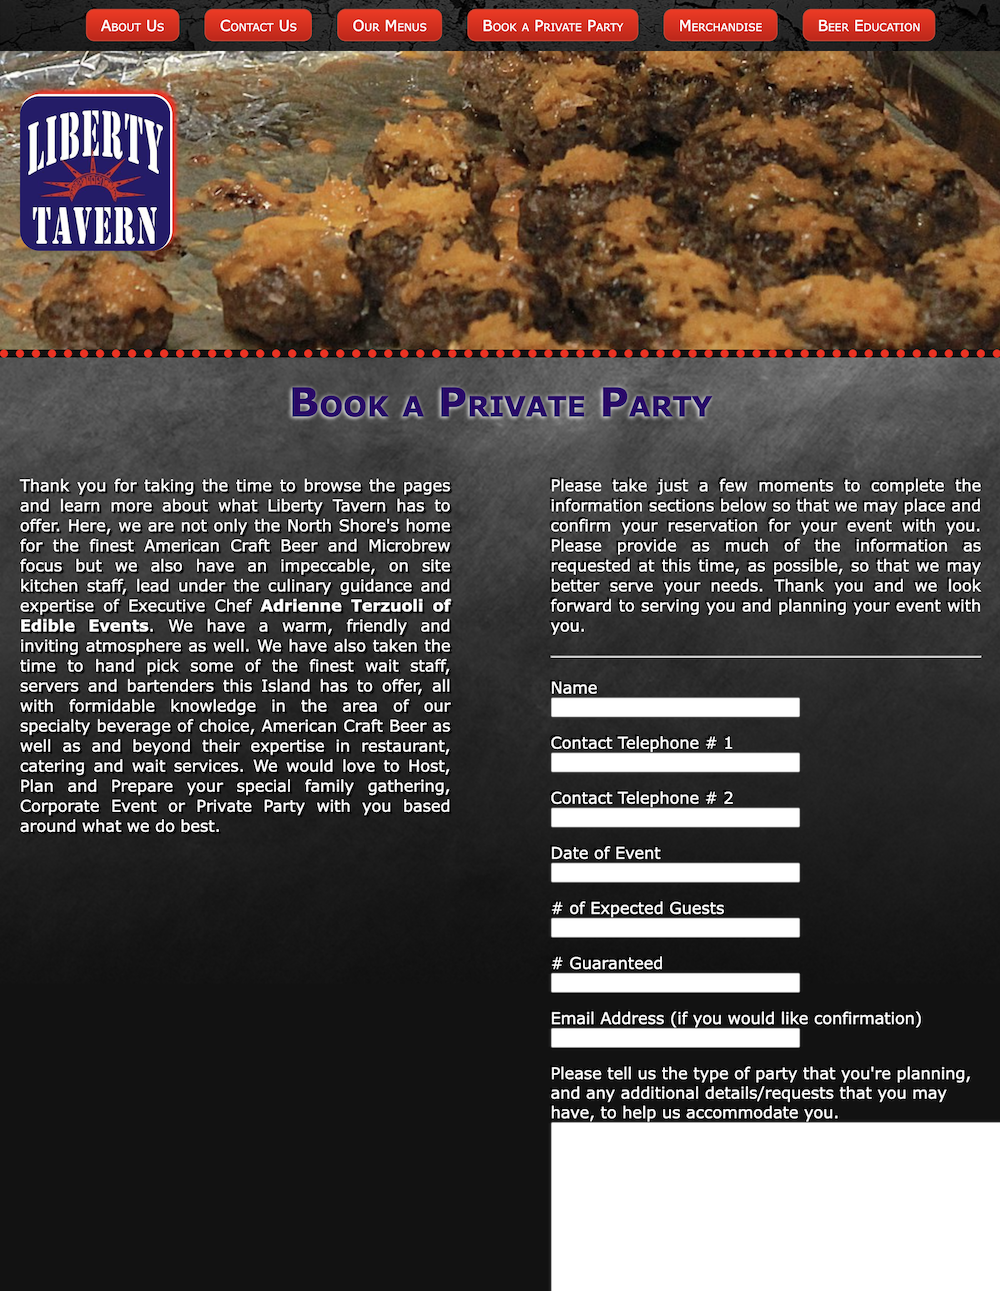 About Us
Contact Us
Our Menus
Book a Private Party
Merchandise
Beer Education
LIBERTY
TAVERN
Book a Private Party
Thank you for taking the time to browse the pages
and learn more about what Liberty Tavern has to
offer. Here, we are not only the North Shore's home
for the finest American Craft Beer and Microbrew
focus but we also have an impeccable, on site
kitchen staff, lead under the culinary guidance and
expertise of Executive Chef Adrienne Terzuoli of
Edible Events. We have a warm, friendly and
inviting atmosphere as well. We have also taken the
time to hand pick some of the finest wait staff,
servers and bartenders this Island has to offer, all
with formidable knowledge in the area of our
specialty beverage of choice, American Craft Beer as
well as and beyond their expertise in restaurant,
catering and wait services. We would love to Host,
Plan and Prepare your special family gathering,
Corporate Event or Private Party with you based
around what we do best.
Please take just a few moments to complete the
information sections below so that we may place and
confirm your reservation for your event with you.
Please provide as much of the information as
requested at this time, as possible, so that we may
better serve your needs. Thank you and we look
forward to serving you and planning your event with
you.
Name
Contact Telephone # 1
Contact Telephone # 2
Date of Event
# of Expected Guests
# Guaranteed
Email Address (if you would like confirmation)
Please tell us the type of party that you're planning,
and any additional details/requests that you may
have, to help us accommodate you.